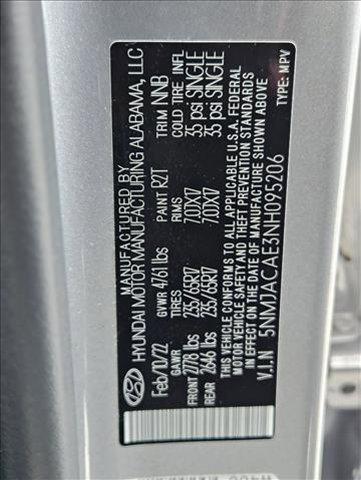 MANUFACTURED BY
HYUNDAI MOTOR MANUFACTURING ALABAMA, LLC
Feb/10/22 GVWR 4761 lbs PAINT R2T TRIM NNB
GAWR TIRES RIMS COLD TIRE INFL
FRONT 2778 lbs 235/65R17 7.0JX17 35 psi SINGLE
REAR 2646 lbs 235/65R17 7.0JX17 35 psi SINGLE
THIS VEHICLE CONFORMS TO ALL APPLICABLE U.S.A. FEDERAL
MOTOR VEHICLE SAFETY AND THEFT PREVENTION
STANDARDS IN EFFECT ON THE DATE OF MANUFACTURE SHOWN ABOVE
V.I.N 5NMJACAE3NH095206 TYPE: MPV